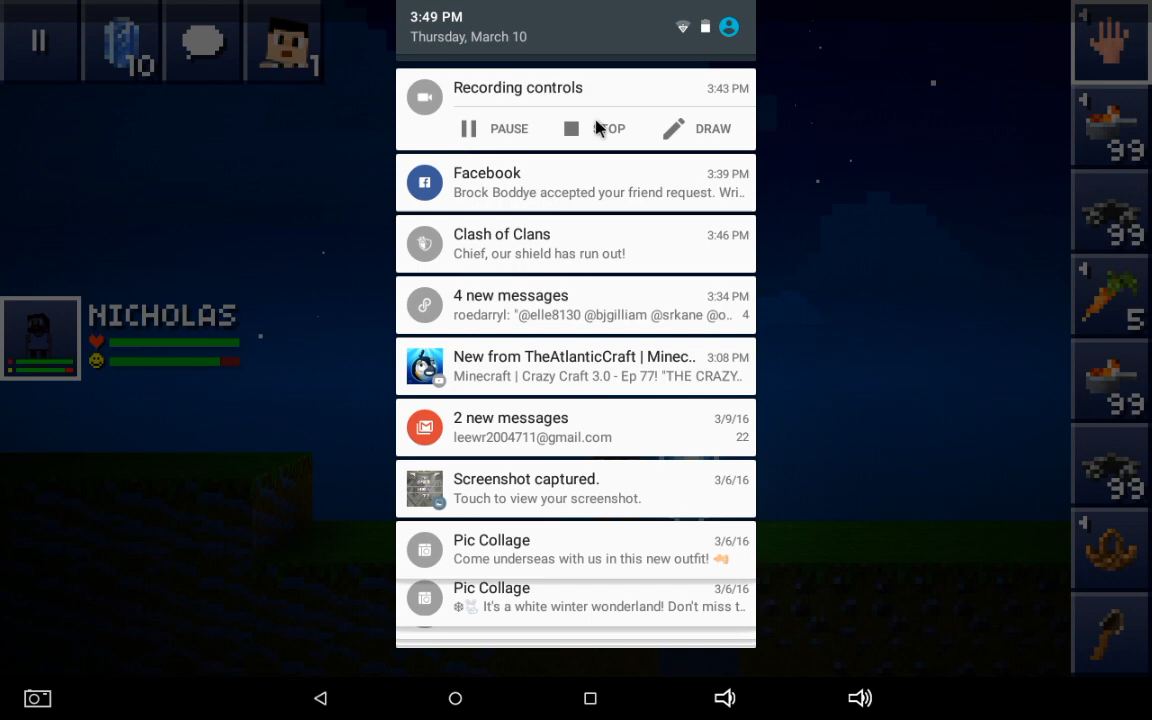 3:49 PM
Thursday, March 10
10
1
Recording controls 3:43 PM
PAUSE STOP DRAW
Facebook 3:39 PM
Brock Boddye accepted your friend request. Wri..
Clash of Clans 3:46 PM
Chief, our shield has run out!
4 new messages 3:34 PM
roedarryl: "@elle8130 @bjgilliam @srkane @o.. 4
New from TheAtlanticCraft | Minec.. 3:08 PM
Minecraft | Crazy Craft 3.0 - Ep 77! "THE CRAZY..
2 new messages 3/9/16
leewr2004711@gmail.com 22
Screenshot captured. 3/6/16
Touch to view your screenshot.
Pic Collage 3/6/16
Come underseas with us in this new outfit!
Pic Collage 3/6/16
❄️🐰 It's a white winter wonderland! Don't miss t..
NICHOLAS
99
99
5
99
99